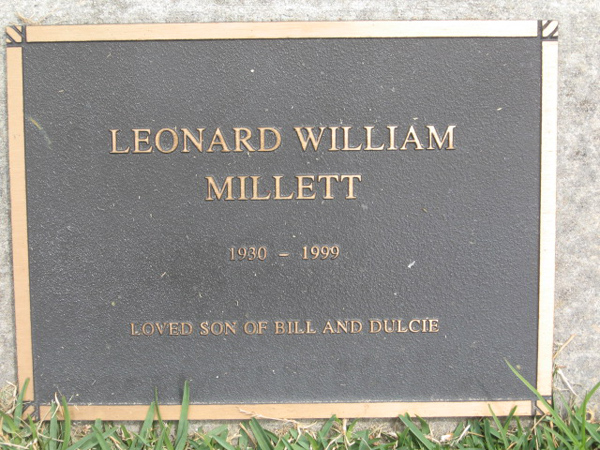 LEONARD WILLIAM
MILLETT
1930 – 1999
LOVED SON OF BILL AND DULCIE